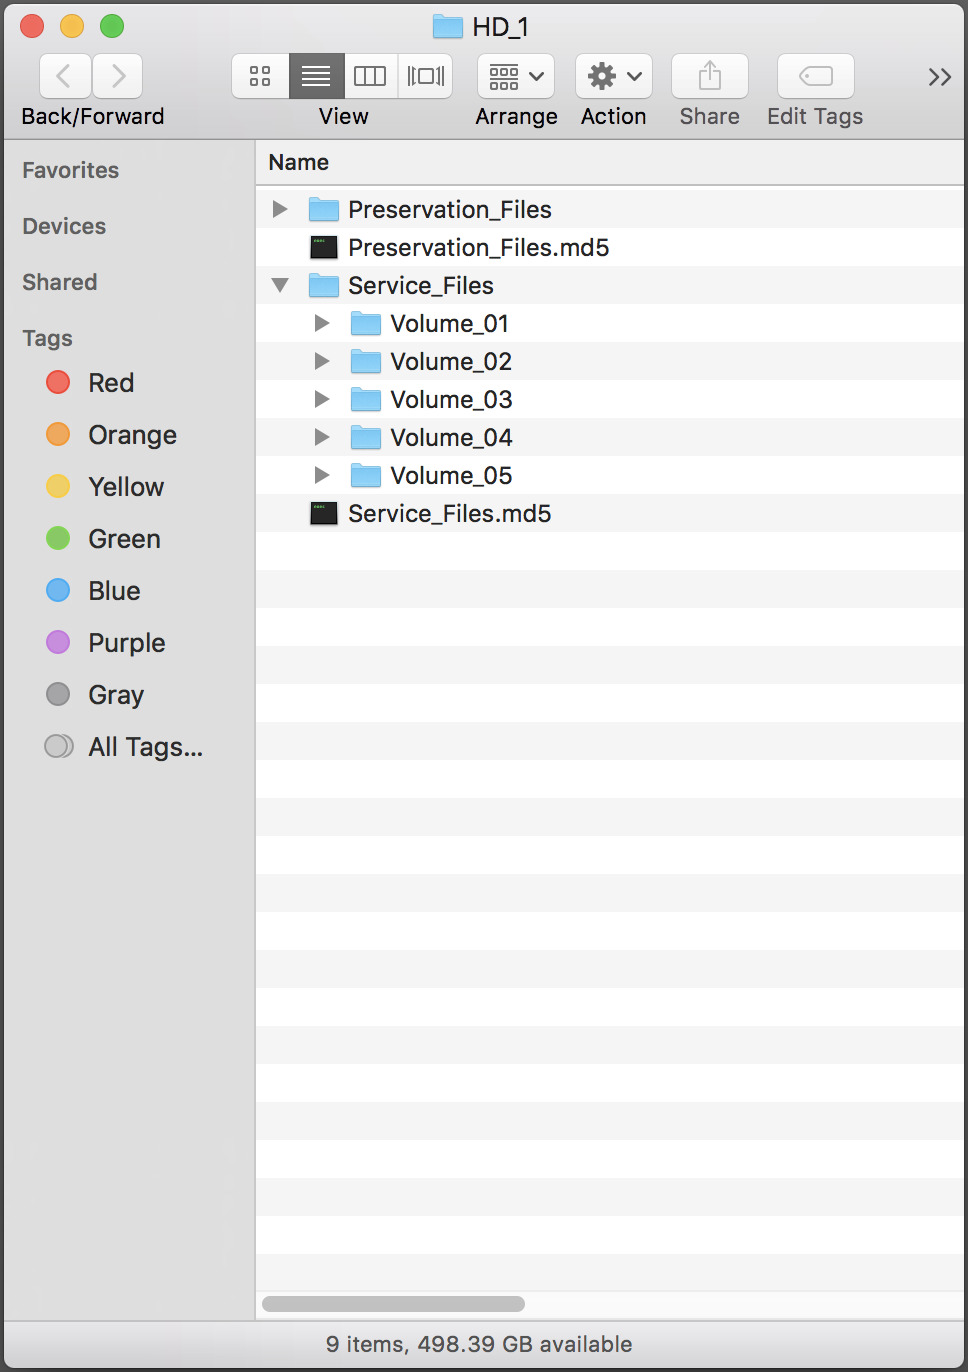 HD_1
Back/Forward View Arrange Action Share Edit Tags
Favorites
Devices
Shared
Tags
Red
Orange
Yellow
Green
Blue
Purple
Gray
All Tags...
Name
Preservation_Files
Preservation_Files.md5
Service_Files
Volume_01
Volume_02
Volume_03
Volume_04
Volume_05
Service_Files.md5
9 items, 498.39 GB available